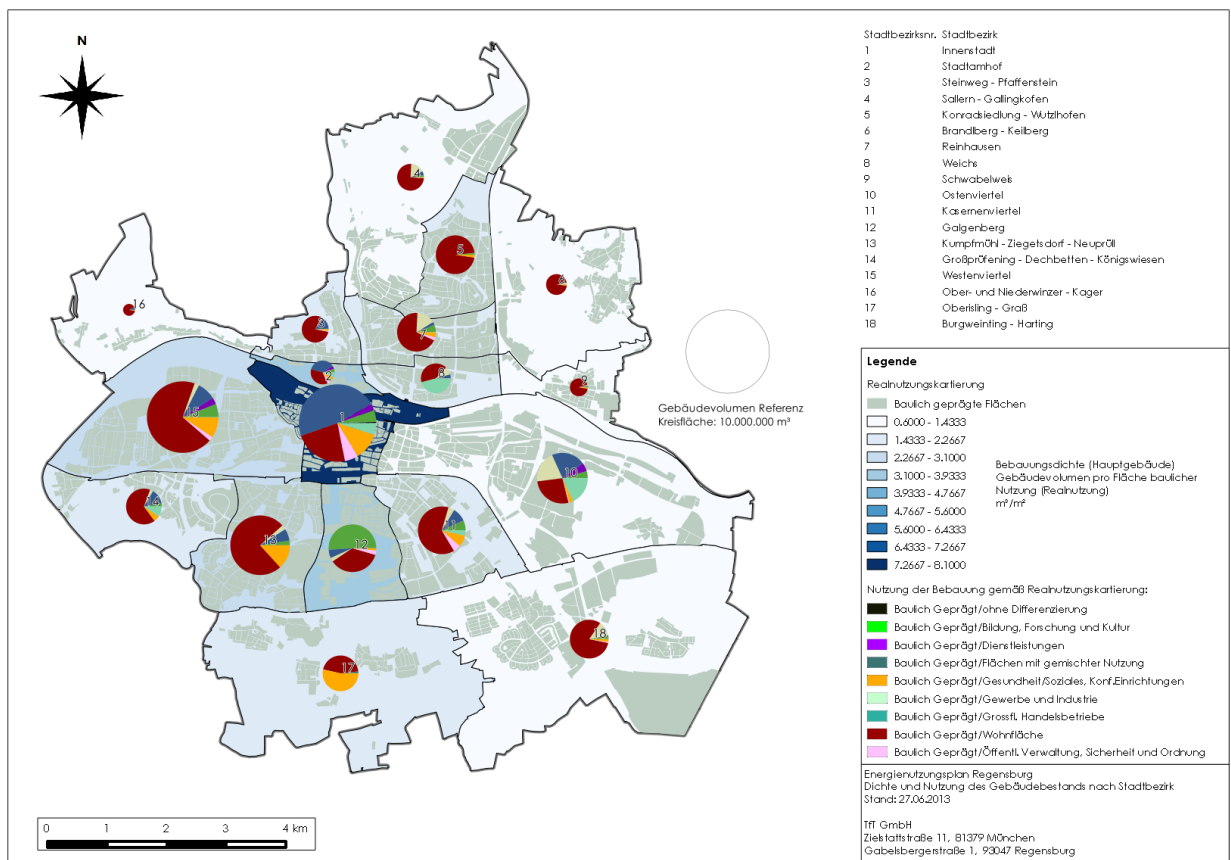 N
Stadtbezirksnr. Stadtbezirk
1 Innenstadt
2 Stadtamhof
3 Steinweg - Pfaffenstein
4 Sallern - Gallingkofen
5 Konradsiedlung - Wutzlhofen
6 Brandlberg - Keilberg
7 Reinhausen
8 Weichs
9 Schwabelweis
10 Ostenviertel
11 Kasernenviertel
12 Galgenberg
13 Kumpfmühl - Ziegetsdorf - Neuprüll
14 Großprüfening - Dechbetten - Königswiesen
15 Westenviertel
16 Ober- und Niederwinzer - Kager
17 Oberisling - Graß
18 Burgweinting - Harting
4
5
6
16
3
7
2
8
9
15
1
10
14
13
12
11
18
17
Gebäudevolumen Referenz
Kreisfläche: 10.000.000 m³
Legende
Realnutzungskartierung
Baulich geprägte Flächen
0.6000 - 1.4333
1.4333 - 2.2667
2.2667 - 3.1000
3.1000 - 3.9333
3.9333 - 4.7667
4.7667 - 5.6000
5.6000 - 6.4333
6.4333 - 7.2667
7.2667 - 8.1000
Bebauungsdichte (Hauptgebäude)
Gebäudevolumen pro Fläche baulicher
Nutzung (Realnutzung)
m³/m²
Nutzung der Bebauung gemäß Realnutzungskartierung:
Baulich Geprägt/ohne Differenzierung
Baulich Geprägt/Bildung, Forschung und Kultur
Baulich Geprägt/Dienstleistungen
Baulich Geprägt/Flächen mit gemischter Nutzung
Baulich Geprägt/Gesundheit/Soziales, Konf.Einrichtungen
Baulich Geprägt/Gewerbe und Industrie
Baulich Geprägt/Grossfl. Handelsbetriebe
Baulich Geprägt/Wohnfläche
Baulich Geprägt/Öffentl. Verwaltung, Sicherheit und Ordnung
Energienutzungsplan Regensburg
Dichte und Nutzung des Gebäudebestands nach Stadtbezirk
Stand: 27.06.2013
TfT GmbH
Zielstattstraße 11, 81379 München
Gabelsbergerstraße 1, 93047 Regensburg
0 1 2 3 4 km